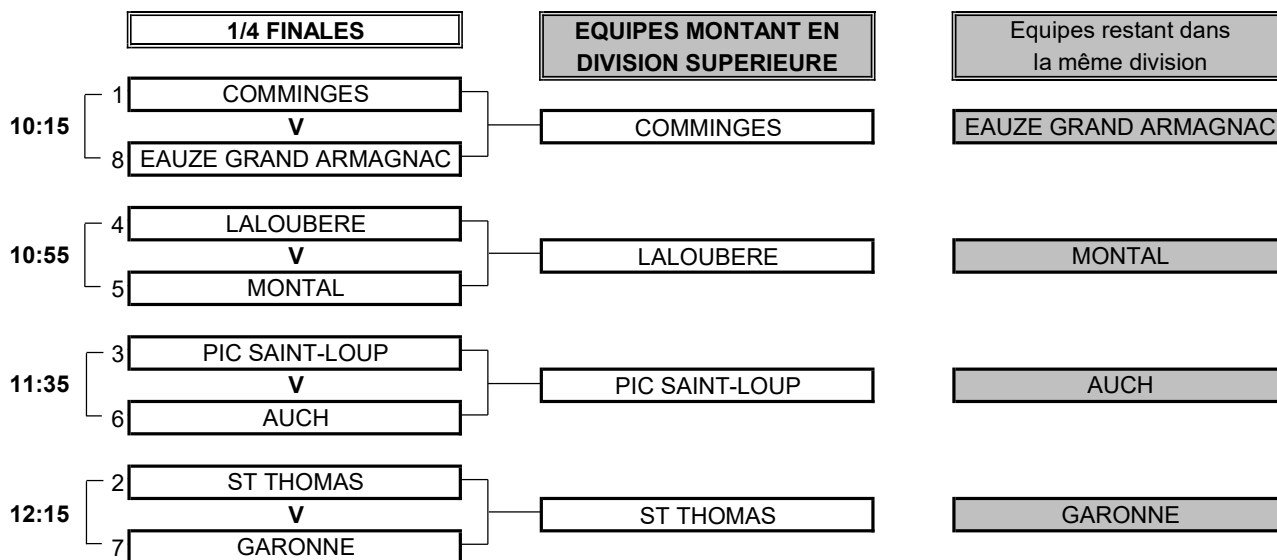 1/4 FINALES
EQUIPES MONTANT EN
DIVISION SUPERIEURE
Equipes restant dans
la même division
10:15
1 COMMINGES
V
8 EAUZE GRAND ARMAGNAC
COMMINGES
EAUZE GRAND ARMAGNAC
10:55
4 LALOUBERE
V
5 MONTAL
LALOUBERE
MONTAL
11:35
3 PIC SAINT-LOUP
V
6 AUCH
PIC SAINT-LOUP
AUCH
12:15
2 ST THOMAS
V
7 GARONNE
ST THOMAS
GARONNE